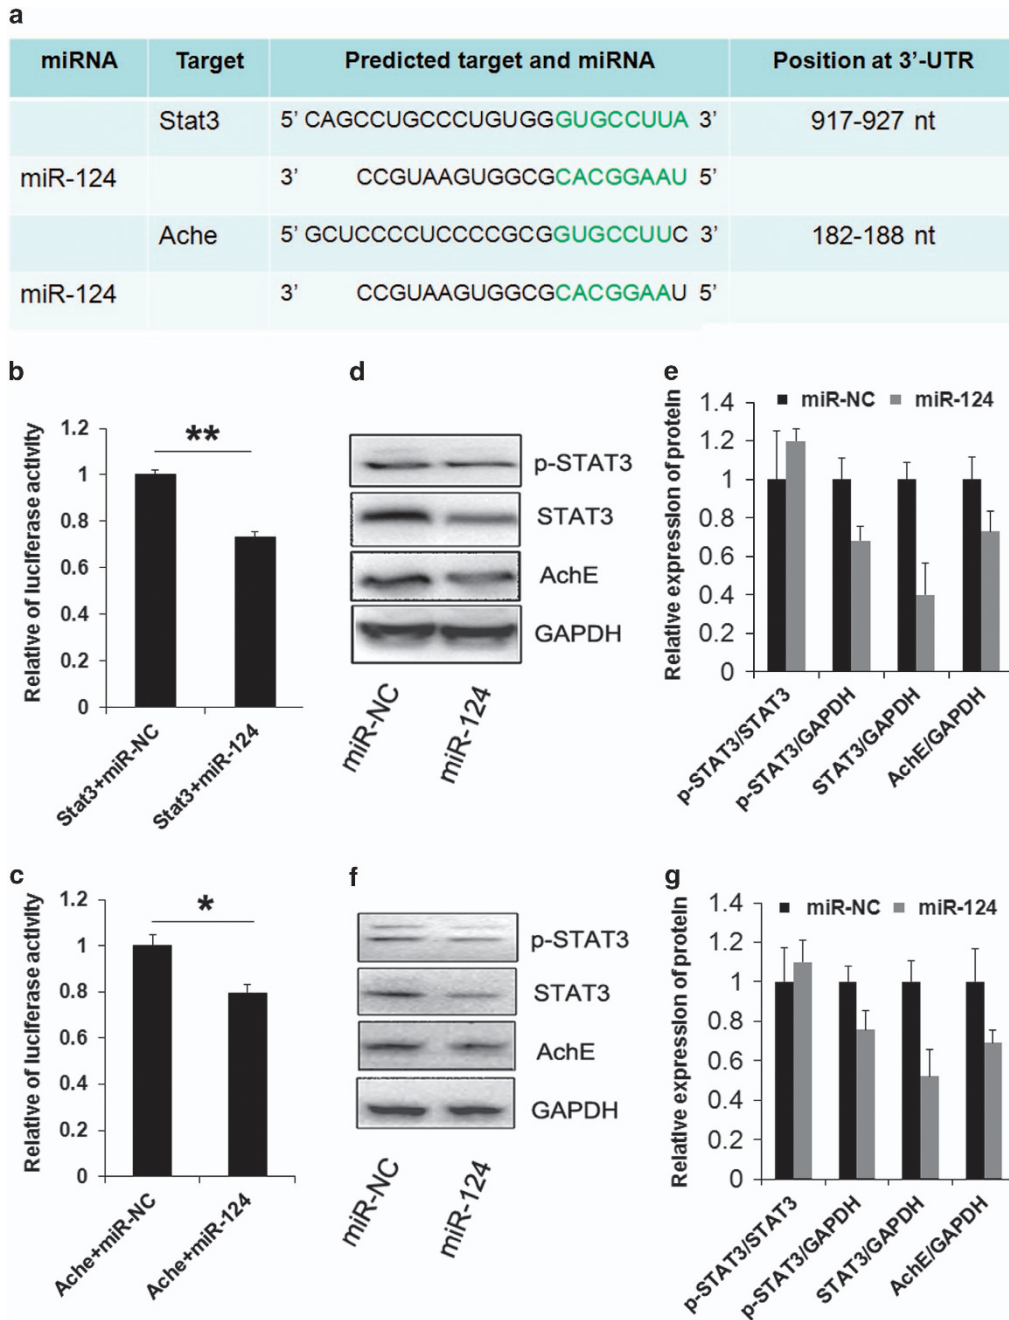 a
miRNA Target Predicted target and miRNA Position at 3’-UTR
Stat3 5’ CAGCCUGCCCUGUGGGUGCCUUA 3’ 917-927 nt
miR-124 3’ CCGUAAGUGGCGCACGGAAU 5’
Ache 5’ GCUCCCCUCCCCGCGGUGCCUUC 3’ 182-188 nt
miR-124 3’ CCGUAAGUGGCGCACGGAAU 5’
b
Relative of luciferase activity
1.2
1
0.8
0.6
0.4
0.2
0
**
Stat3+miR-NC
Stat3+miR-124
d
p-STAT3
STAT3
AchE
GAPDH
miR-NC
miR-124
e
Relative expression of protein
1.4
1.2
1
0.8
0.6
0.4
0.2
0
miR-NC miR-124
p-STAT3/STAT3
p-STAT3/GAPDH
STAT3/GAPDH
AchE/GAPDH
c
Relative of luciferase activity
1.2
1
0.8
0.6
0.4
0.2
0
*
Ache+miR-NC
Ache+miR-124
f
p-STAT3
STAT3
AchE
GAPDH
miR-NC
miR-124
g
Relative expression of protein
1.4
1.2
1
0.8
0.6
0.4
0.2
0
miR-NC miR-124
p-STAT3/STAT3
p-STAT3/GAPDH
STAT3/GAPDH
AchE/GAPDH